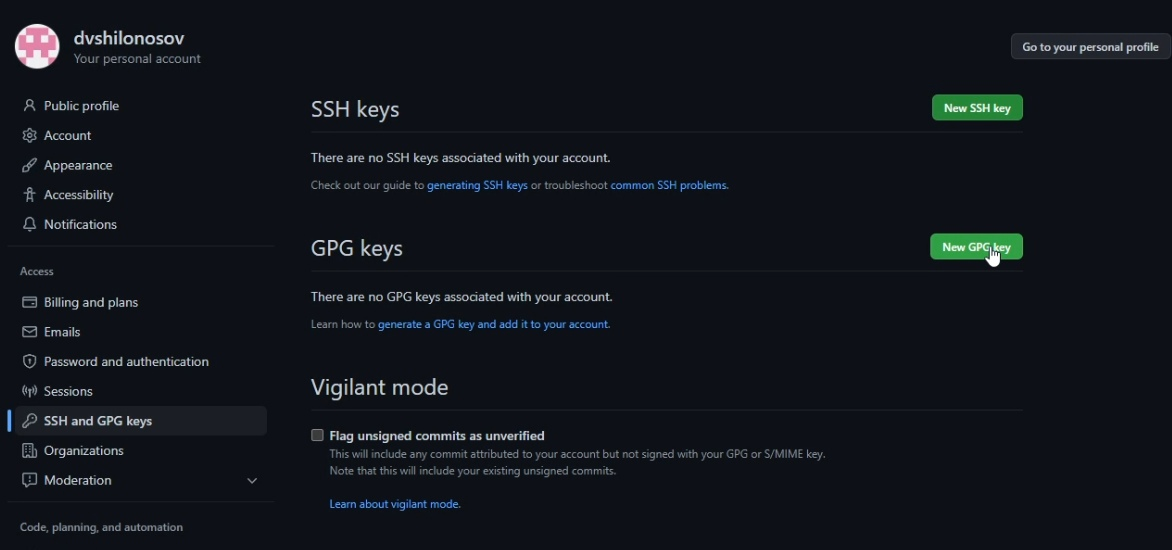 dvshilonosov
Your personal account
Go to your personal profile
Public profile
Account
Appearance
Accessibility
Notifications
Access
Billing and plans
Emails
Password and authentication
Sessions
SSH and GPG keys
Organizations
Moderation
Code, planning, and automation
SSH keys
New SSH key
There are no SSH keys associated with your account.
Check out our guide to generating SSH keys or troubleshoot common SSH problems.
GPG keys
New GPG key
There are no GPG keys associated with your account.
Learn how to generate a GPG key and add it to your account.
Vigilant mode
Flag unsigned commits as unverified
This will include any commit attributed to your account but not signed with your GPG or S/MIME key.
Note that this will include your existing unsigned commits.
Learn about vigilant mode.